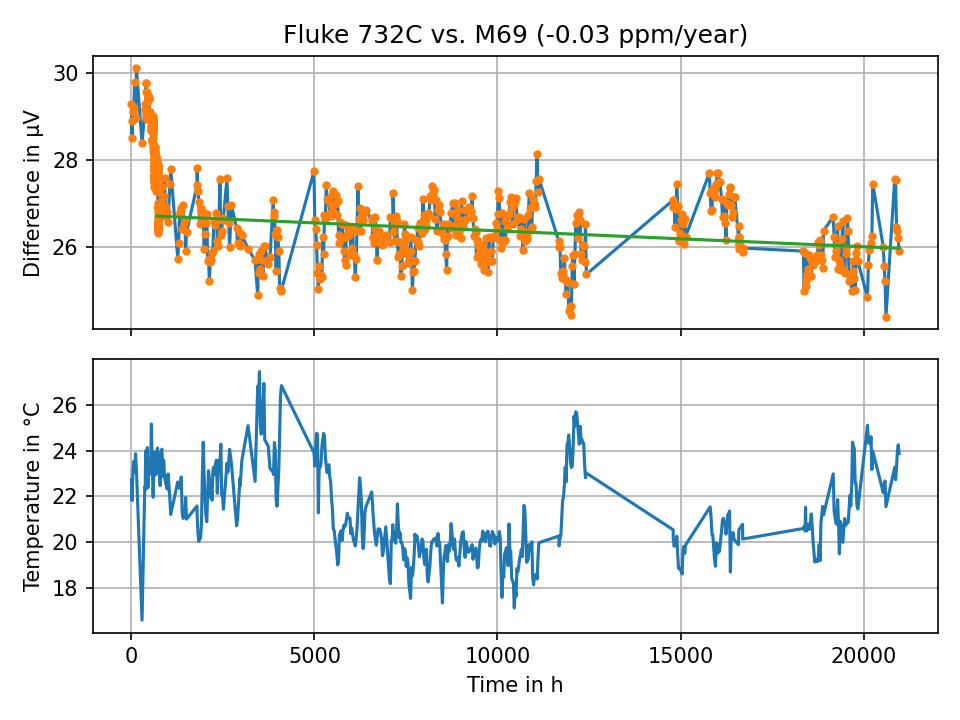 Fluke 732C vs. M69 (-0.03 ppm/year)
Difference in µV
30
28
26
Temperature in °C
26
24
22
20
18
0 5000 10000 15000 20000
Time in h